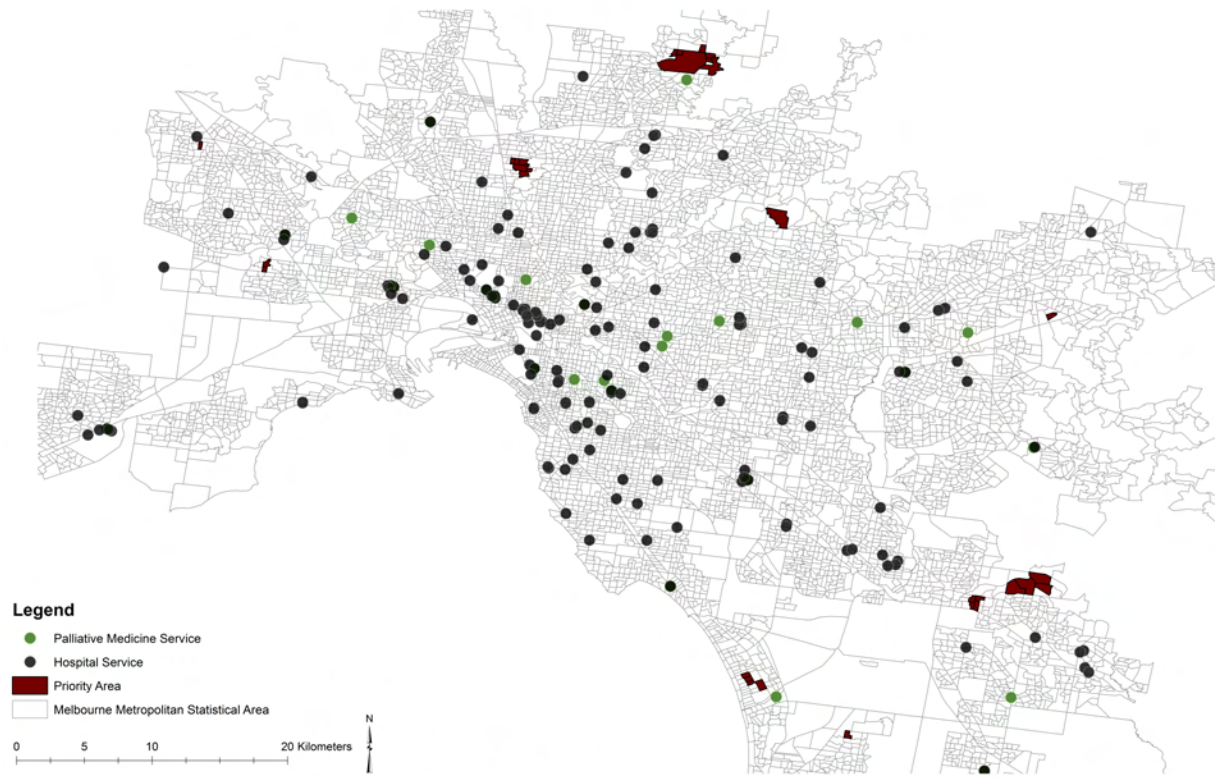 Legend
Palliative Medicine Service
Hospital Service
Priority Area
Melbourne Metropolitan Statistical Area
N
0 5 10 20 Kilometers